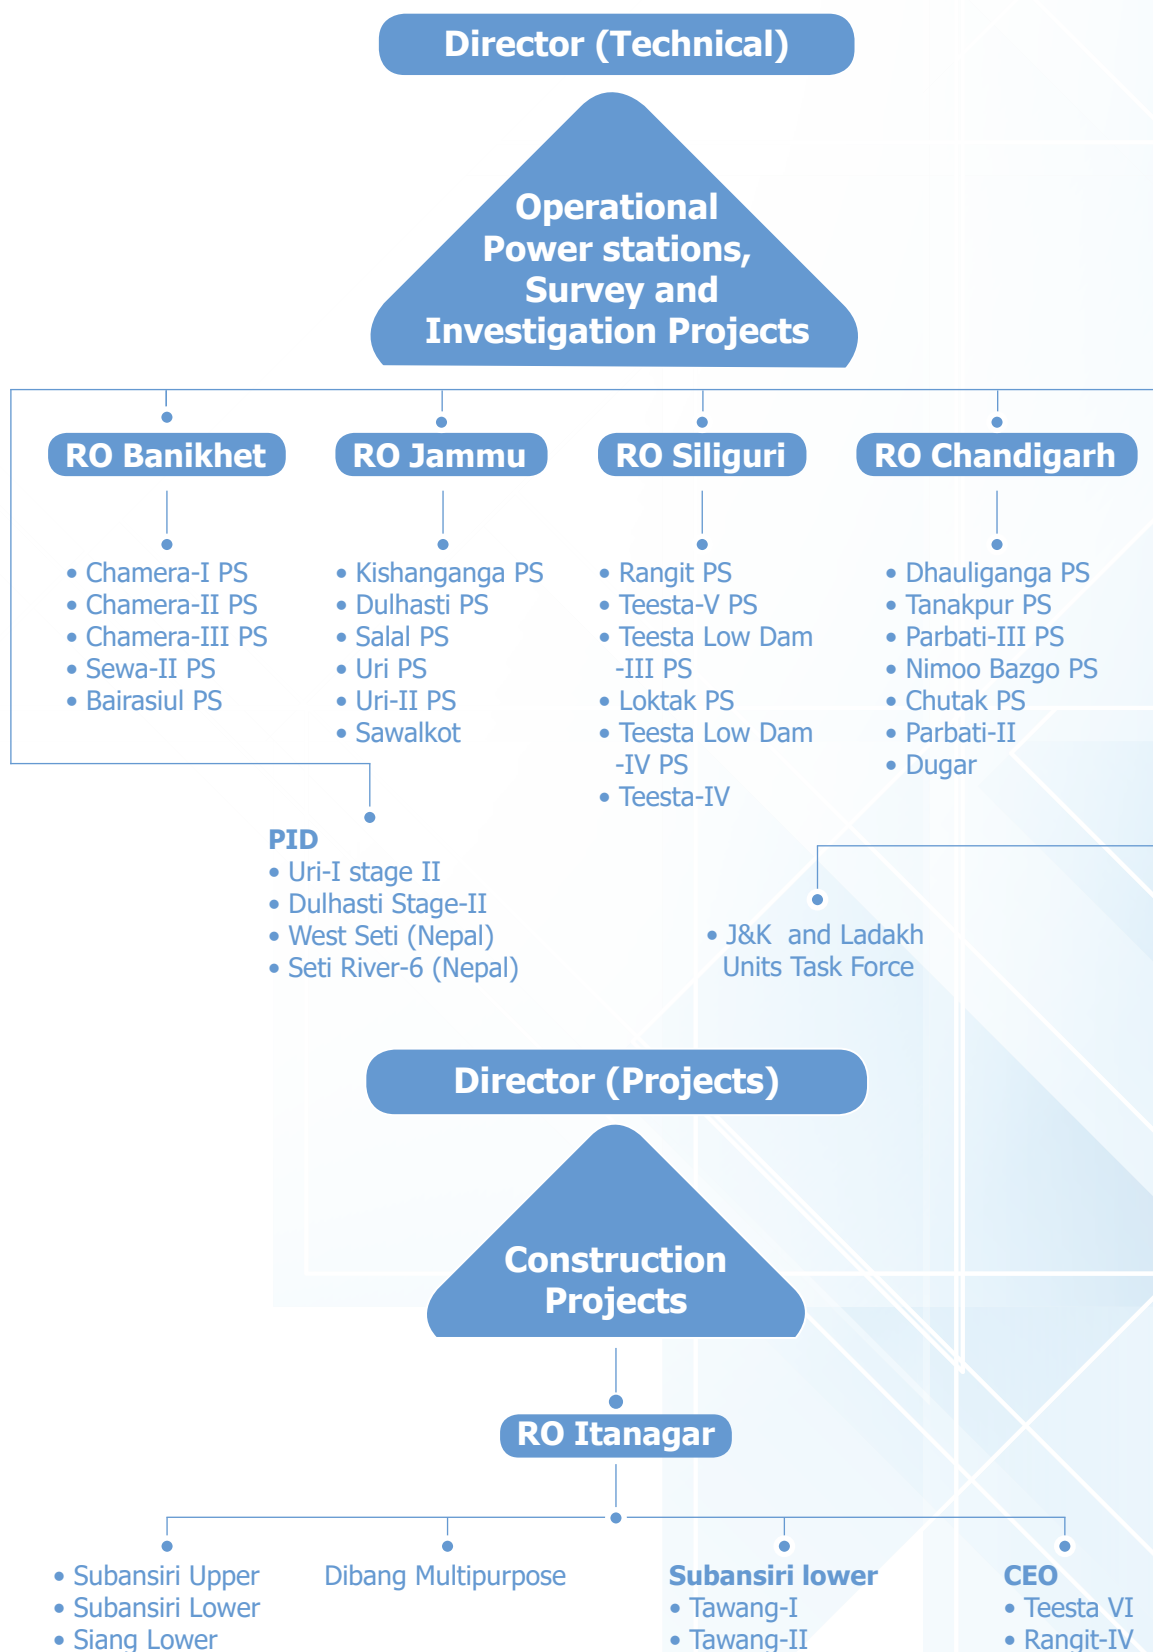 Director (Technical)
Operational
Power stations,
Survey and
Investigation Projects
RO Banikhet
• Chamera-I PS
• Chamera-II PS
• Chamera-III PS
• Sewa-II PS
• Bairasiul PS
RO Jammu
• Kishanganga PS
• Dulhasti PS
• Salal PS
• Uri PS
• Uri-II PS
• Sawalkot
RO Siliguri
• Rangit PS
• Teesta-V PS
• Teesta Low Dam
-III PS
• Loktak PS
• Teesta Low Dam
-IV PS
• Teesta-IV
RO Chandigarh
• Dhauliganga PS
• Tanakpur PS
• Parbati-III PS
• Nimoo Bazgo PS
• Chutak PS
• Parbati-II
• Dugar
PID
• Uri-I stage II
• Dulhasti Stage-II
• West Seti (Nepal)
• Seti River-6 (Nepal)
• J&K and Ladakh
Units Task Force
Director (Projects)
Construction
Projects
RO Itanagar
• Subansiri Upper
• Subansiri Lower
• Siang Lower
Dibang Multipurpose
Subansiri lower
• Tawang-I
• Tawang-II
CEO
• Teesta VI
• Rangit-IV